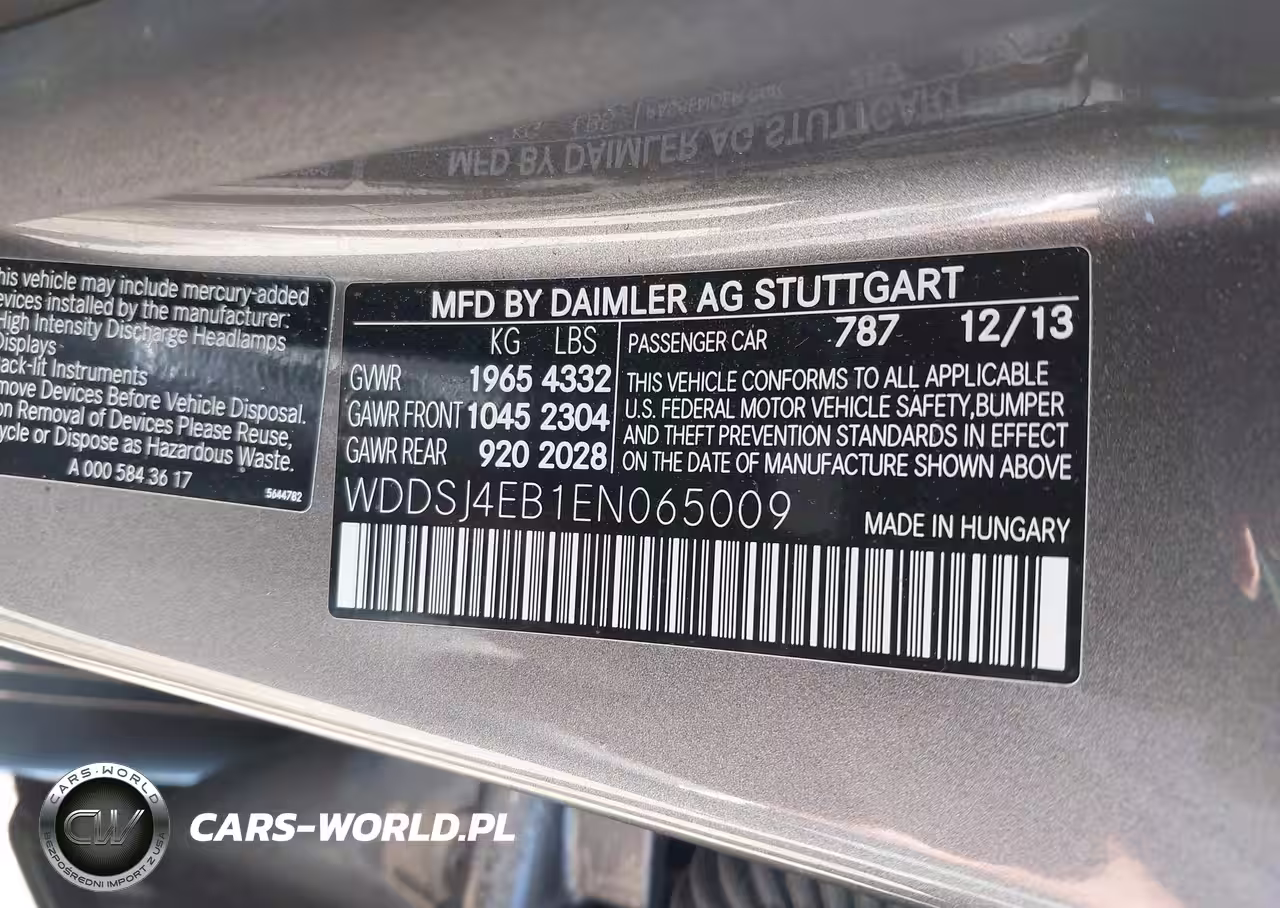 his vehicle may include mercury-added
evices installed by the manufacturer:
High Intensity Discharge Headlamps
Displays
ack-lit Instruments
move Devices Before Vehicle Disposal.
on Removal of Devices Please Reuse,
ycle or Dispose as Hazardous Waste.
A 000 584 36 17
5644782
MFD BY DAIMLER AG STUTTGART
KG LBS
PASSENGER CAR 787 12/13
GVWR 1965 4332
GAWR FRONT 1045 2304
GAWR REAR 920 2028
THIS VEHICLE CONFORMS TO ALL APPLICABLE
U.S. FEDERAL MOTOR VEHICLE SAFETY,BUMPER
AND THEFT PREVENTION STANDARDS IN EFFECT
ON THE DATE OF MANUFACTURE SHOWN ABOVE
WDDSJ4EB1EN065009
MADE IN HUNGARY
CARS-WORLD
CW
BEZPOŚREDNI IMPORT Z USA
CARS-WORLD.PL